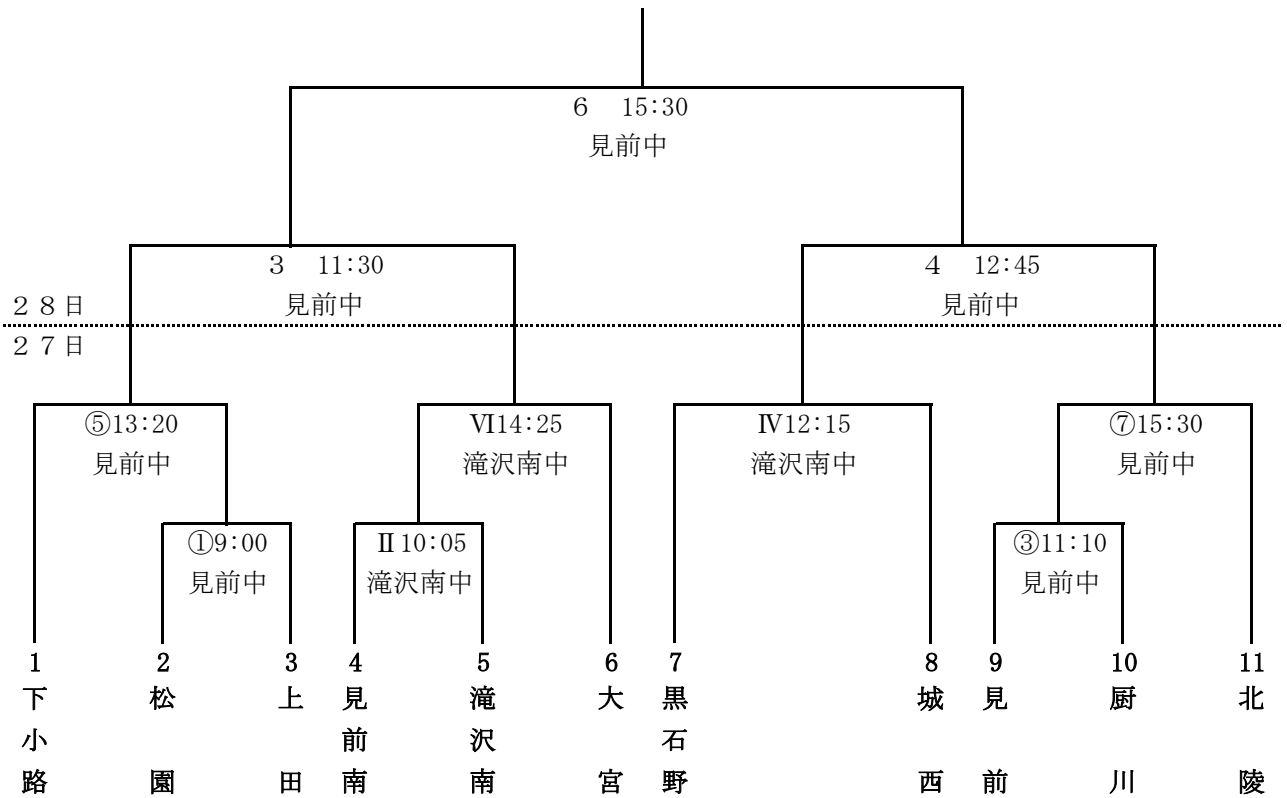 6　15:30
見前中
3　11:30
4　12:45
見前中
見前中
２８日
２７日
⑤13:20
Ⅵ14:25
Ⅳ12:15
⑦15:30
見前中
滝沢南中
滝沢南中
見前中
①9:00
Ⅱ10:05
③11:10
見前中
滝沢南中
見前中
1
2
3
4
5
6
7
8
9
10
11
下小路
松園
上田
見前南
滝沢南
大宮
黒石野
城西
見前
厨川
北陵